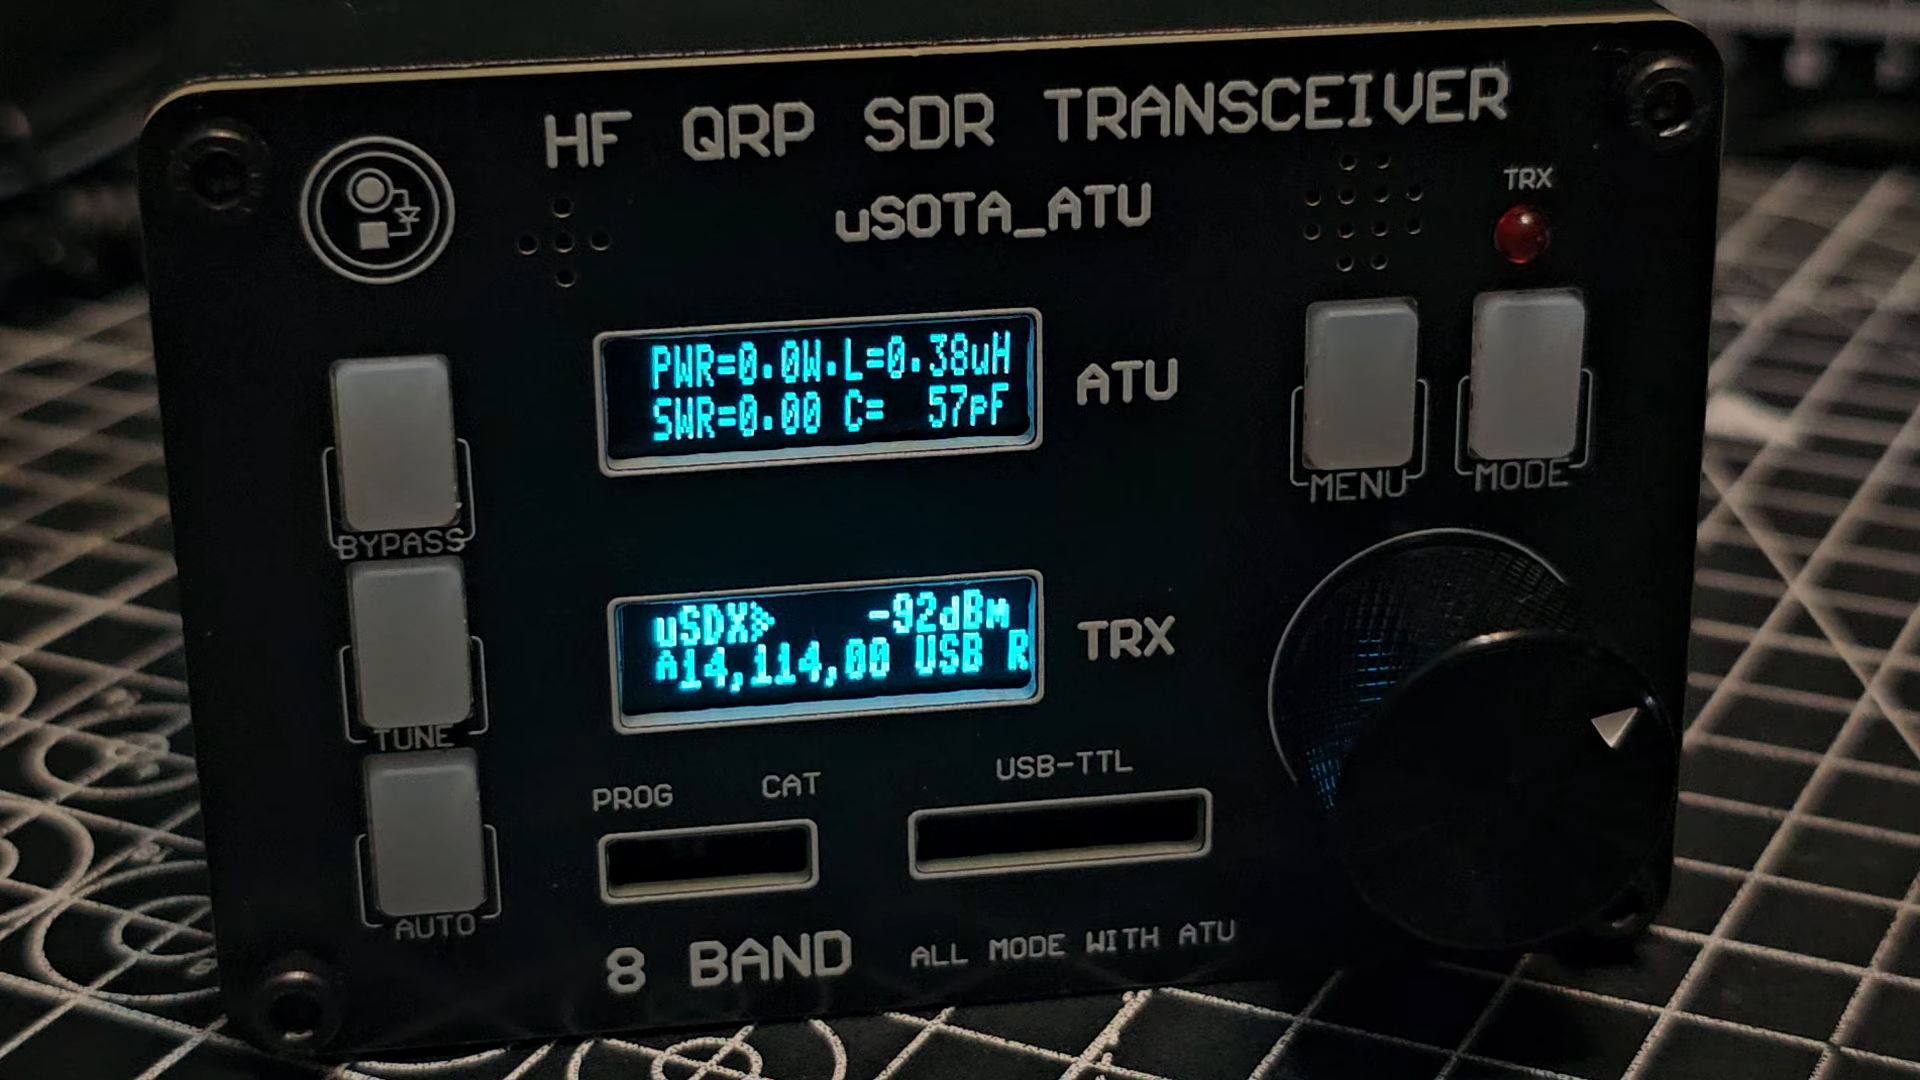 HF QRP SDR TRANSCEIVER
uSOTA_ATU
TRX
PWR=0.0W.L=0.38uH
SWR=0.00 C= 57pF
ATU
MENU
MODE
BYPASS
uSDX -92dBm
A14,114,00 USB R
TRX
TUNE
PROG
CAT
USB-TTL
AUTO
8 BAND
ALL MODE WITH ATU